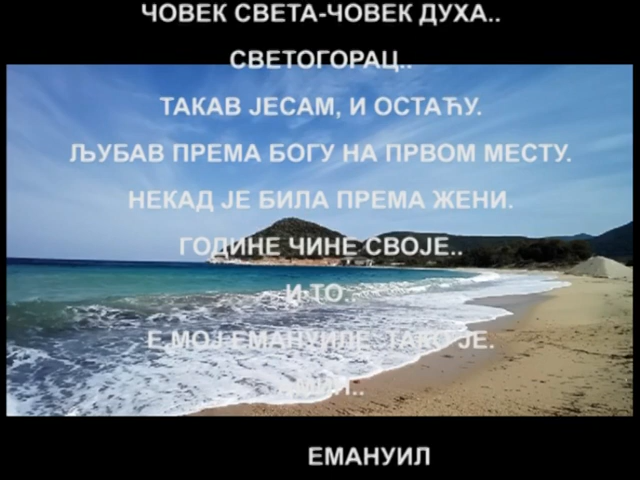 ЧОВЕК СВЕТА-ЧОВЕК ДУХА..
СВЕТОГОРАЦ..
ТАКАВ ЈЕСАМ, И ОСТАЋУ.
ЉУБАВ ПРЕМА БОГУ НА ПРВОМ МЕСТУ.
НЕКАД ЈЕ БИЛА ПРЕМА ЖЕНИ.
ГОДИНЕ ЧИНЕ СВОЈЕ..
И ТО..
Е МОЈ ЕМАНУИЛЕ, ТАКО ЈЕ.
ЕМАНУИЛ